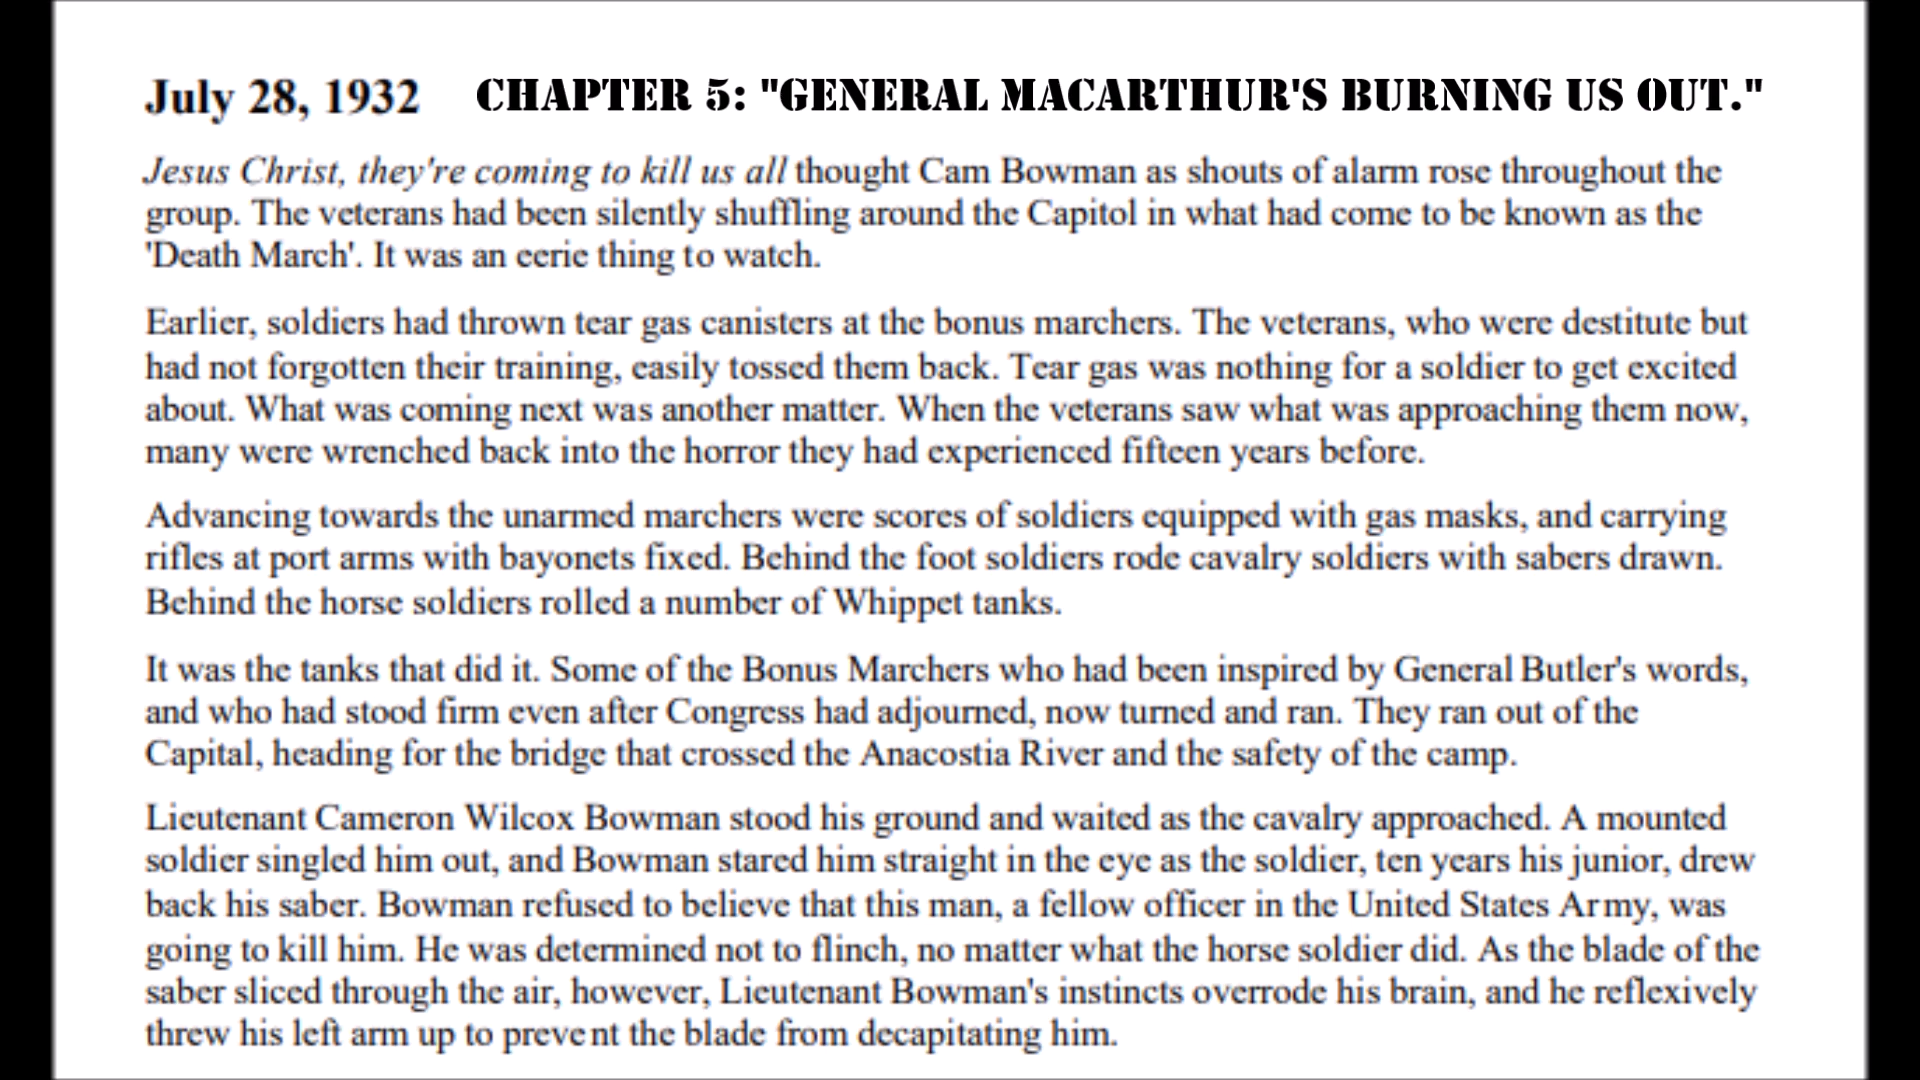 July 28, 1932 CHAPTER 5: "GENERAL MACARTHUR'S BURNING US OUT."
Jesus Christ, they're coming to kill us all thought Cam Bowman as shouts of alarm rose throughout the
group. The veterans had been silently shuffling around the Capitol in what had come to be known as the
'Death March'. It was an eerie thing to watch.
Earlier, soldiers had thrown tear gas canisters at the bonus marchers. The veterans, who were destitute but
had not forgotten their training, easily tossed them back. Tear gas was nothing for a soldier to get excited
about. What was coming next was another matter. When the veterans saw what was approaching them now,
many were wrenched back into the horror they had experienced fifteen years before.
Advancing towards the unarmed marchers were scores of soldiers equipped with gas masks, and carrying
rifles at port arms with bayonets fixed. Behind the foot soldiers rode cavalry soldiers with sabers drawn.
Behind the horse soldiers rolled a number of Whippet tanks.
It was the tanks that did it. Some of the Bonus Marchers who had been inspired by General Butler's words,
and who had stood firm even after Congress had adjourned, now turned and ran. They ran out of the
Capital, heading for the bridge that crossed the Anacostia River and the safety of the camp.
Lieutenant Cameron Wilcox Bowman stood his ground and waited as the cavalry approached. A mounted
soldier singled him out, and Bowman stared him straight in the eye as the soldier, ten years his junior, drew
back his saber. Bowman refused to believe that this man, a fellow officer in the United States Army, was
going to kill him. He was determined not to flinch, no matter what the horse soldier did. As the blade of the
saber sliced through the air, however, Lieutenant Bowman's instincts overrode his brain, and he reflexively
threw his left arm up to prevent the blade from decapitating him.